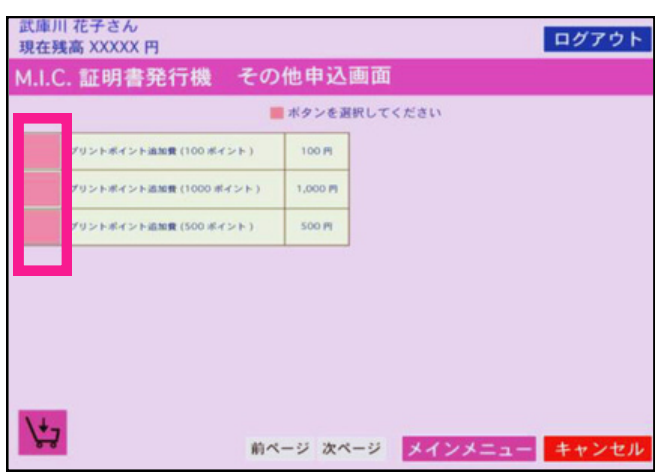 武庫川 花子さん
現在残高 XXXXX 円
ログアウト
M.I.C. 証明書発行機 その他申込画面
ボタンを選択してください
プリントポイント追加費 (100 ポイント ) 100 円
プリントポイント追加費 (1000 ポイント ) 1,000 円
プリントポイント追加費 (500 ポイント ) 500 円
前ページ 次ページ メインメニュー キャンセル